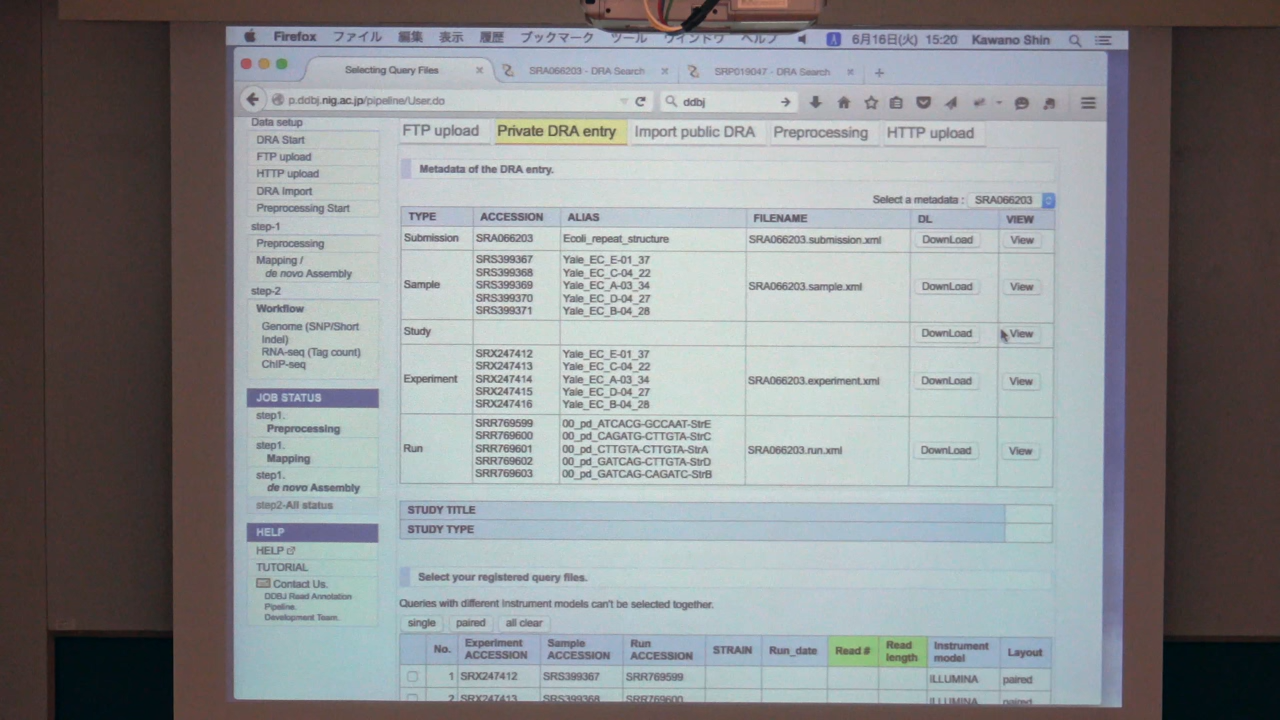 Firefox ファイル 編集 表示 履歴 ブックマーク ツール ウインドウ ヘルプ 6月16日(火) 15:20 Kawano Shin
Selecting Query Files × SRA066203 - DRA Search × SRP019047 - DRA Search × +
p.ddbj.nig.ac.jp/pipeline/User.do ddbj
Data setup
DRA Start
FTP upload
HTTP upload
DRA Import
Preprocessing Start
step-1
Preprocessing
Mapping /
de novo Assembly
step-2
Workflow
Genome (SNP/Short
Indel)
RNA-seq (Tag count)
ChIP-seq
JOB STATUS
step1.
Preprocessing
step1.
Mapping
step1.
de novo Assembly
step2-All status
HELP
HELP
TUTORIAL
Contact Us.
DDBJ Read Annotation
Pipeline.
Development Team.
FTP upload Private DRA entry Import public DRA Preprocessing HTTP upload
Metadata of the DRA entry.
Select a metadata : SRA066203
TYPE ACCESSION ALIAS FILENAME DL VIEW
Submission SRA066203 Ecoli_repeat_structure SRA066203.submission.xml DownLoad View
SRS399367 Yale_EC_E-01_37
SRS399368 Yale_EC_C-04_22
Sample SRS399369 Yale_EC_A-03_34 SRA066203.sample.xml DownLoad View
SRS399370 Yale_EC_D-04_27
SRS399371 Yale_EC_B-04_28
Study DownLoad View
SRX247412 Yale_EC_E-01_37
SRX247413 Yale_EC_C-04_22
Experiment SRX247414 Yale_EC_A-03_34 SRA066203.experiment.xml DownLoad View
SRX247415 Yale_EC_D-04_27
SRX247416 Yale_EC_B-04_28
SRR769599 00_pd_ATCACG-GCCAAT-StrE
SRR769600 00_pd_CAGATG-CTTGTA-StrC
Run SRR769601 00_pd_CTTGTA-CTTGTA-StrA SRA066203.run.xml DownLoad View
SRR769602 00_pd_GATCAG-CTTGTA-StrD
SRR769603 00_pd_GATCAG-CAGATC-StrB
STUDY TITLE
STUDY TYPE
Select your registered query files.
Queries with different instrument models can't be selected together.
single paired all clear
No. Experiment ACCESSION Sample ACCESSION Run ACCESSION STRAIN Run_date Read # Read length Instrument model Layout
1 SRX247412 SRS399367 SRR769599 ILLUMINA paired
2 SRX247413 SRS399368 SRR769600 ILLUMINA paired